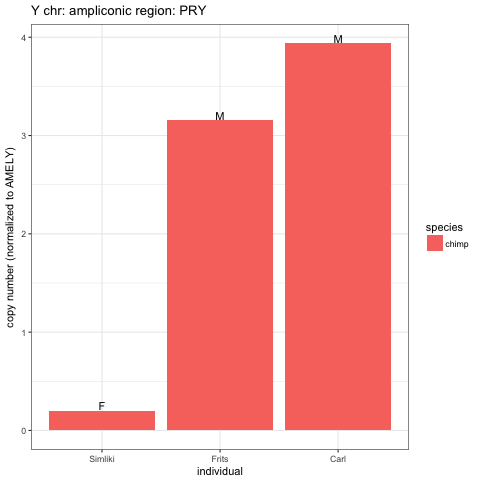 Y chr: ampliconic region: PRY
copy number (normalized to AMELY)
4
3
2
1
0
F
M
M
Simliki
Frits
Carl
individual
species
chimp